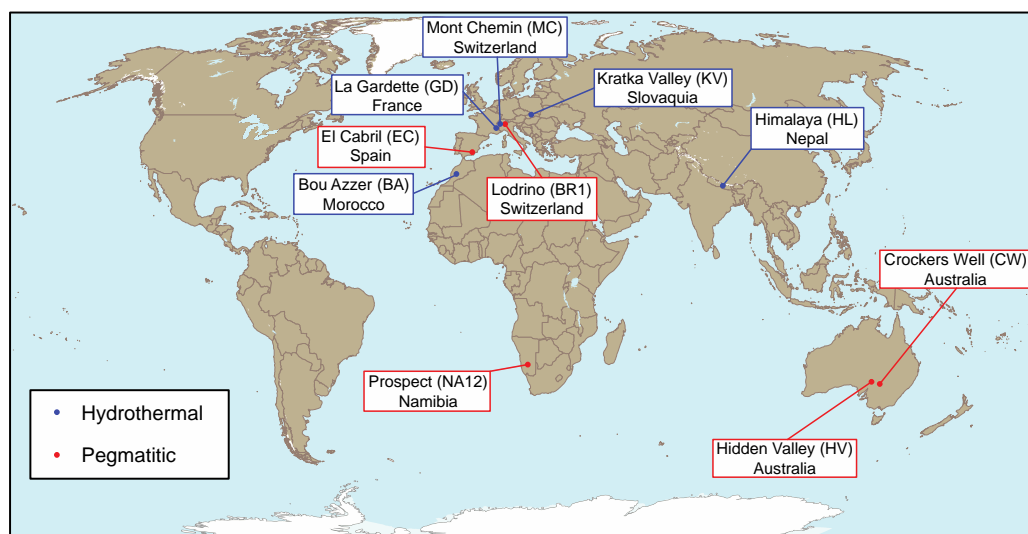 Mont Chemin (MC)
Switzerland
La Gardette (GD)
France
Kratka Valley (KV)
Slovaquia
El Cabril (EC)
Spain
Himalaya (HL)
Nepal
Bou Azzer (BA)
Morocco
Lodrino (BR1)
Switzerland
Crockers Well (CW)
Australia
Prospect (NA12)
Namibia
Hydrothermal
Pegmatitic
Hidden Valley (HV)
Australia